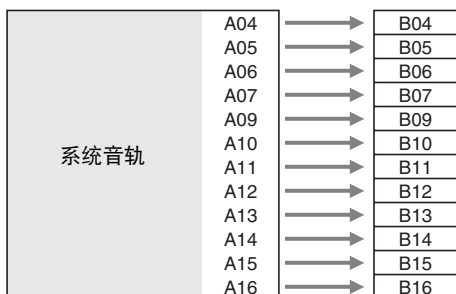 A04 B04
A05 B05
A06 B06
A07 B07
A09 B09
A10 B10
系统音轨
A11 B11
A12 B12
A13 B13
A14 B14
A15 B15
A16 B16